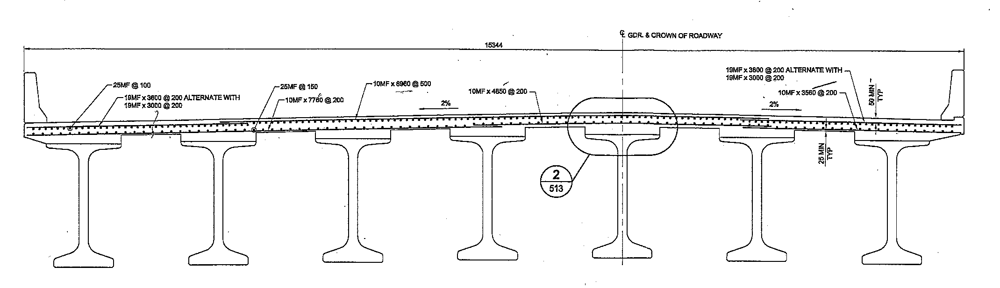 ℄ GDR. & CROWN OF ROADWAY
15344
19MF x 3600 @ 200 ALTERNATE WITH
19MF x 3000 @ 200
25MF @ 100
25MF @ 150
10MF x 8960 @ 500
10MF x 4850 @ 200
10MF x 3560 @ 200
50 MIN
TYP
19MF x 3600 @ 200 ALTERNATE WITH
19MF x 3000 @ 200
10MF x 7760 @ 200
2%
2%
25 MIN
TYP
2
513